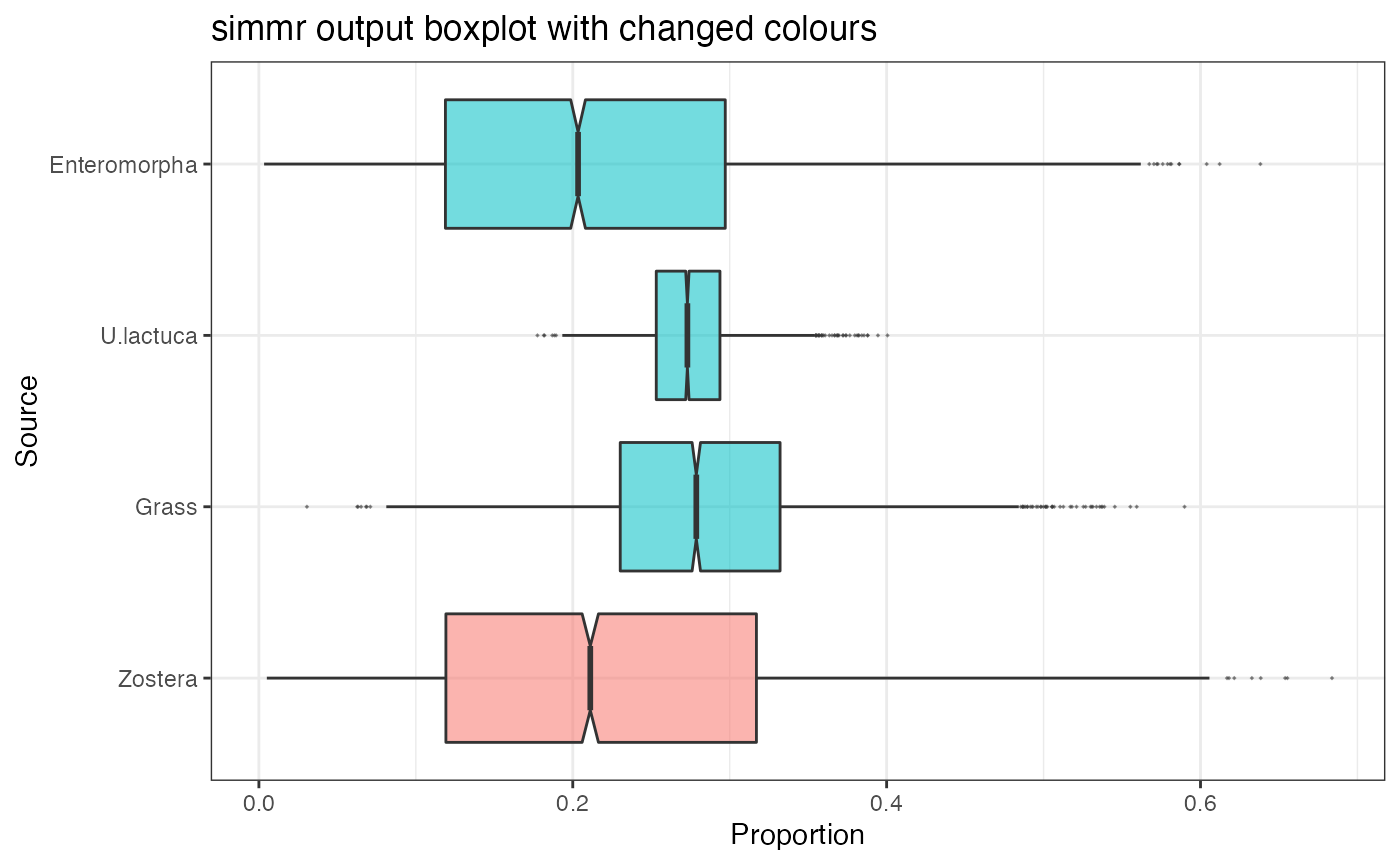 simmr output boxplot with changed colours
Source
Enteromorpha
U.lactuca
Grass
Zostera
0.0 0.2 0.4 0.6
Proportion